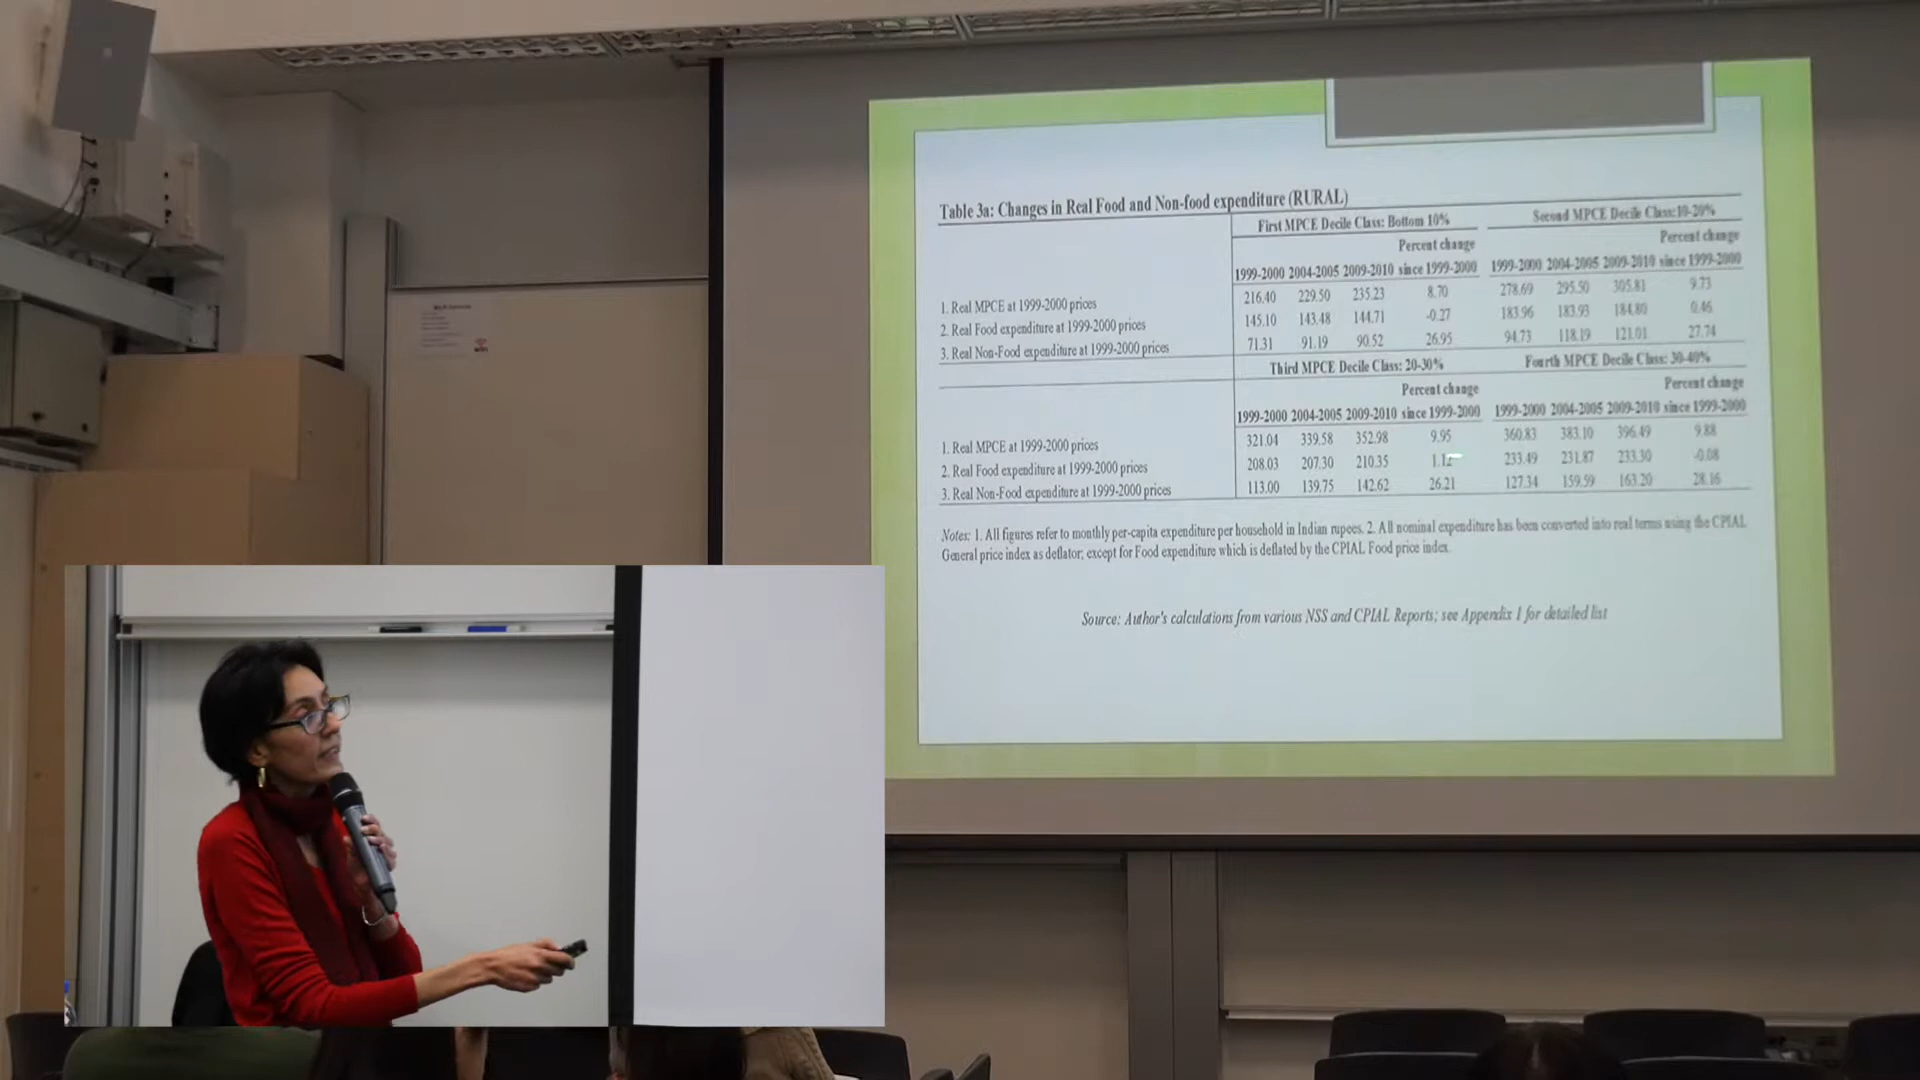 Table 3a: Changes in Real Food and Non-food expenditure (RURAL)
First MPCE Decile Class: Bottom 10% Second MPCE Decile Class:10-20%
Percent change Percent change
1999-2000 2004-2005 2009-2010 since 1999-2000 1999-2000 2004-2005 2009-2010 since 1999-2000
1. Real MPCE at 1999-2000 prices 216.40 229.50 235.23 8.70 278.69 295.50 305.81 9.73
2. Real Food expenditure at 1999-2000 prices 145.10 143.48 144.71 -0.27 183.96 183.93 184.80 0.46
3. Real Non-Food expenditure at 1999-2000 prices 71.31 91.19 90.52 26.95 94.73 118.19 121.01 27.74
Third MPCE Decile Class: 20-30% Fourth MPCE Decile Class: 30-40%
Percent change Percent change
1999-2000 2004-2005 2009-2010 since 1999-2000 1999-2000 2004-2005 2009-2010 since 1999-2000
1. Real MPCE at 1999-2000 prices 321.04 339.58 352.98 9.95 360.83 383.10 396.49 9.88
2. Real Food expenditure at 1999-2000 prices 208.03 207.30 210.35 233.49 231.87 233.30 -0.08
3. Real Non-Food expenditure at 1999-2000 prices 113.00 139.75 142.62 26.21 127.34 159.59 163.20 28.16
Notes: 1. All figures refer to monthly per-capita expenditure per household in Indian rupees. 2. All nominal expenditure has been converted into real terms using the CPIAL
General price index as deflator; except for Food expenditure which is deflated by the CPIAL Food price index.
Source: Author's calculations from various NSS and CPIAL Reports; see Appendix 1 for detailed list